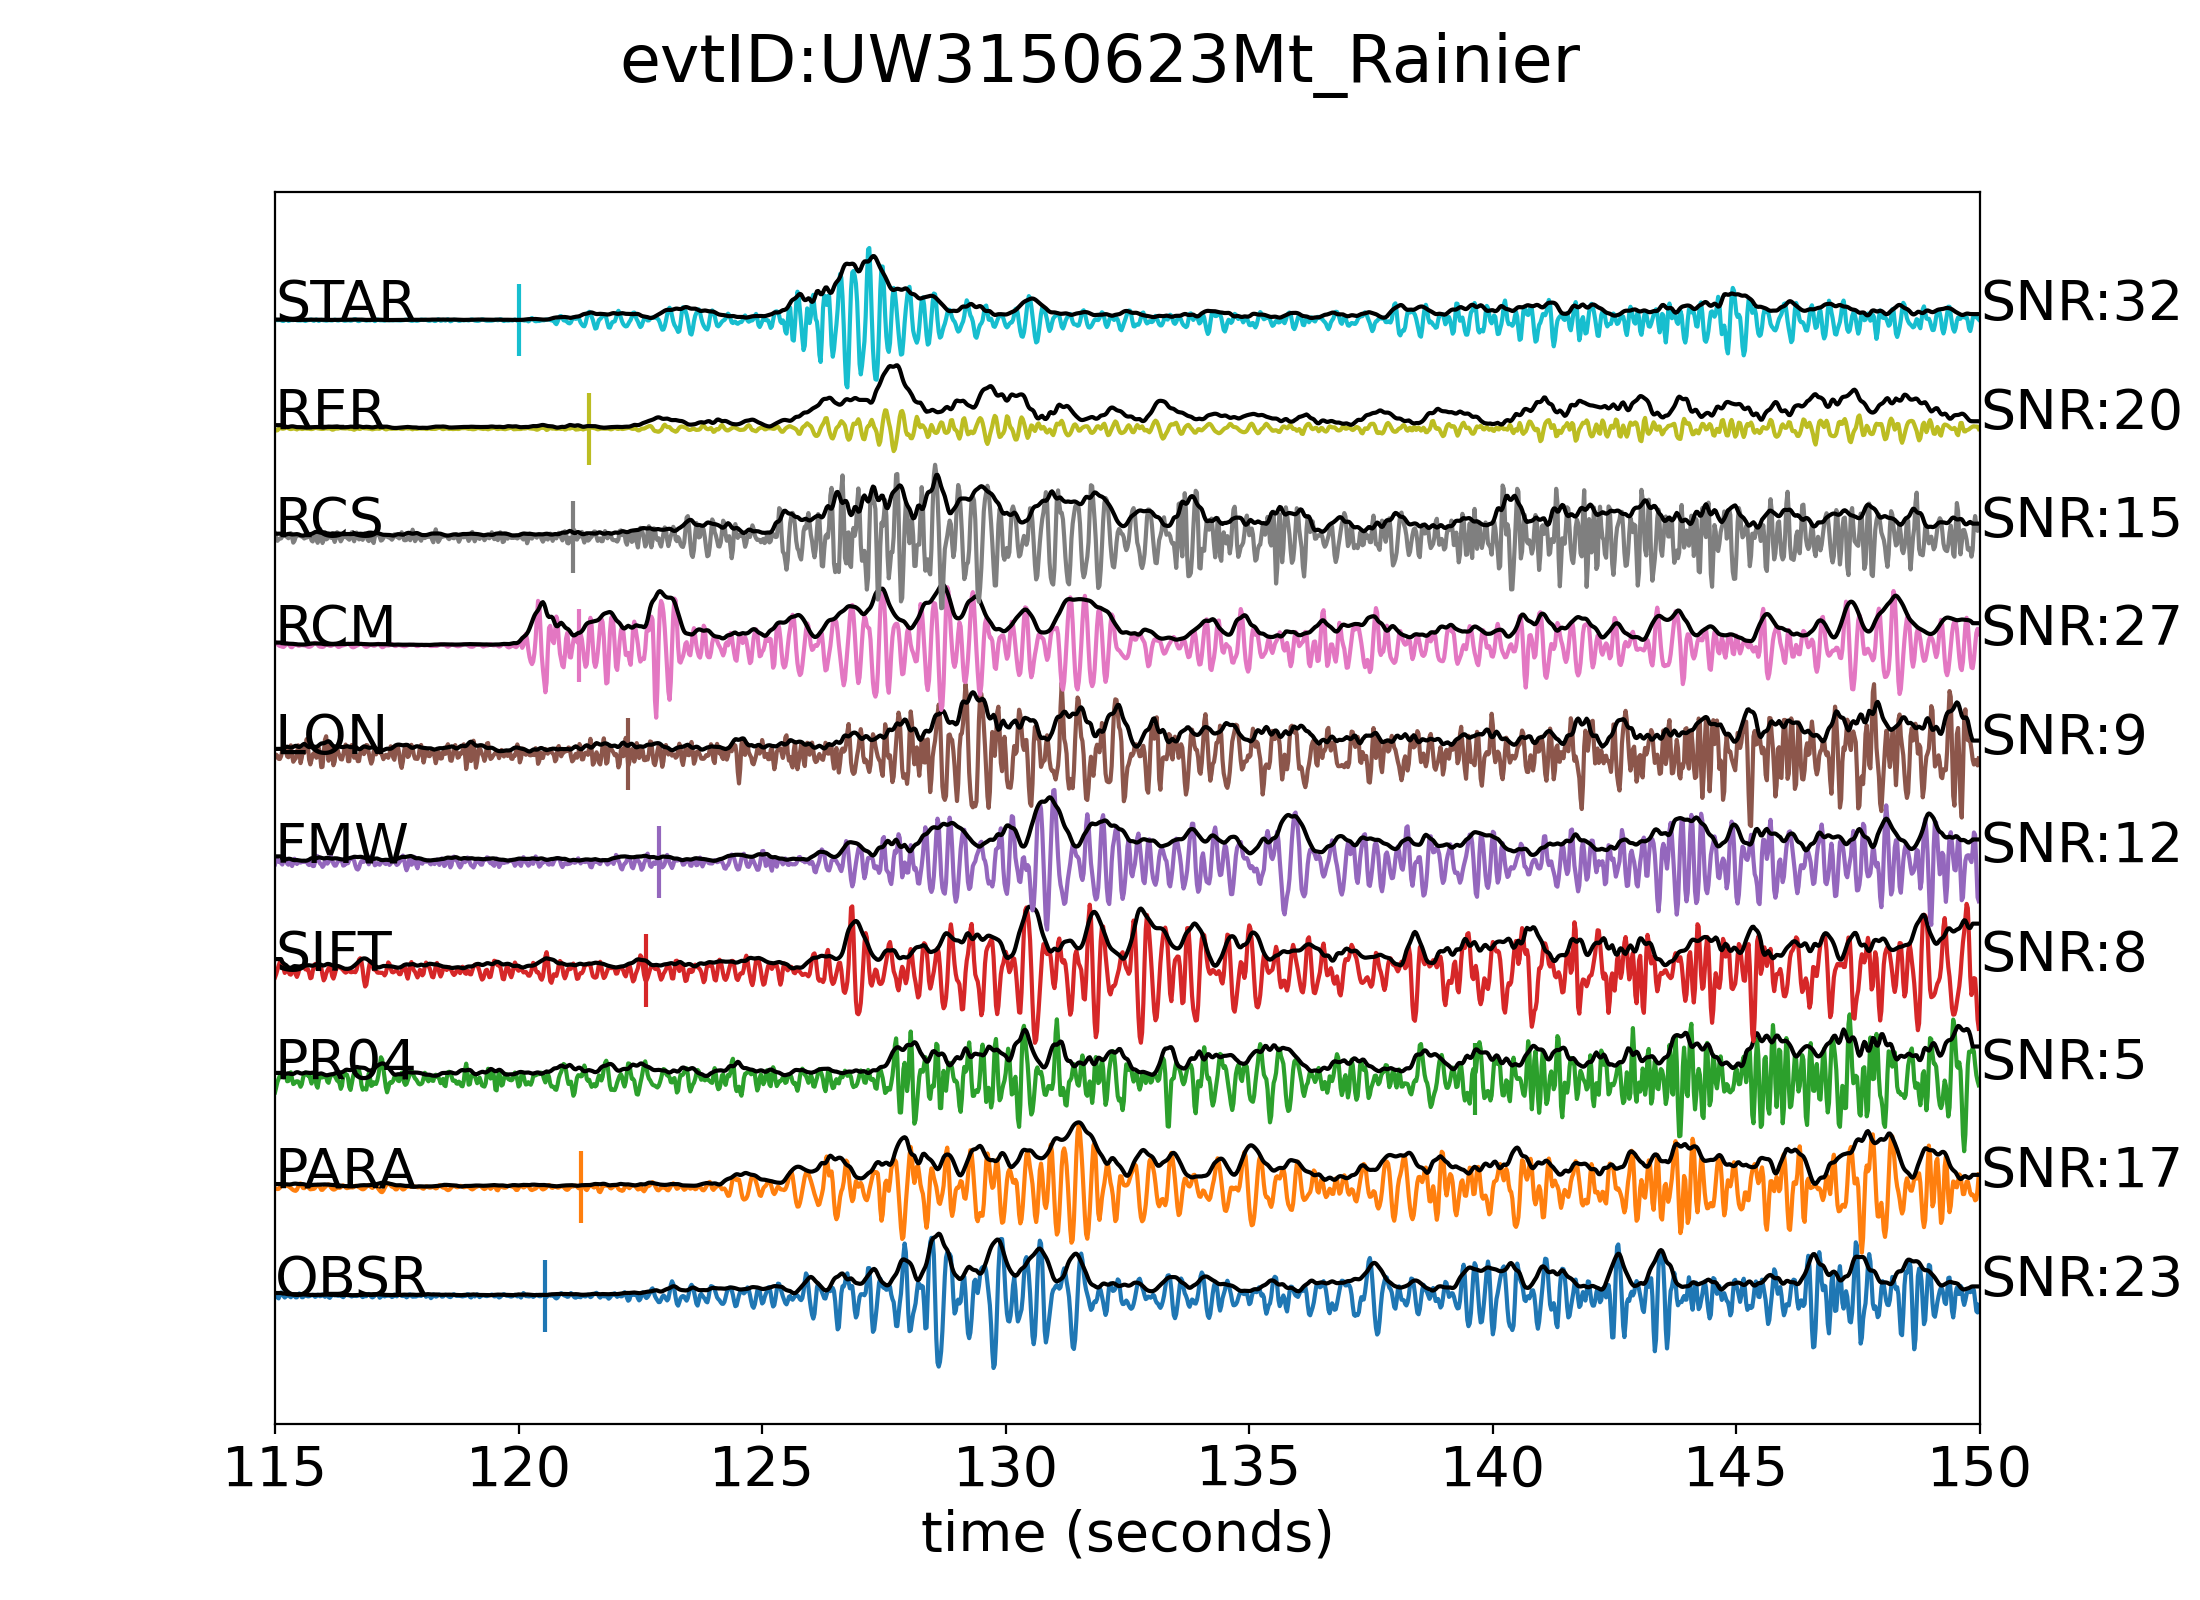 evtID:UW3150623Mt_Rainier
STAR SNR:32
RER SNR:20
RCS SNR:15
RCM SNR:27
LON SNR:9
FMW SNR:12
SIFT SNR:8
PR04 SNR:5
PARA SNR:17
OBSR SNR:23
115 120 125 130 135 140 145 150
time (seconds)